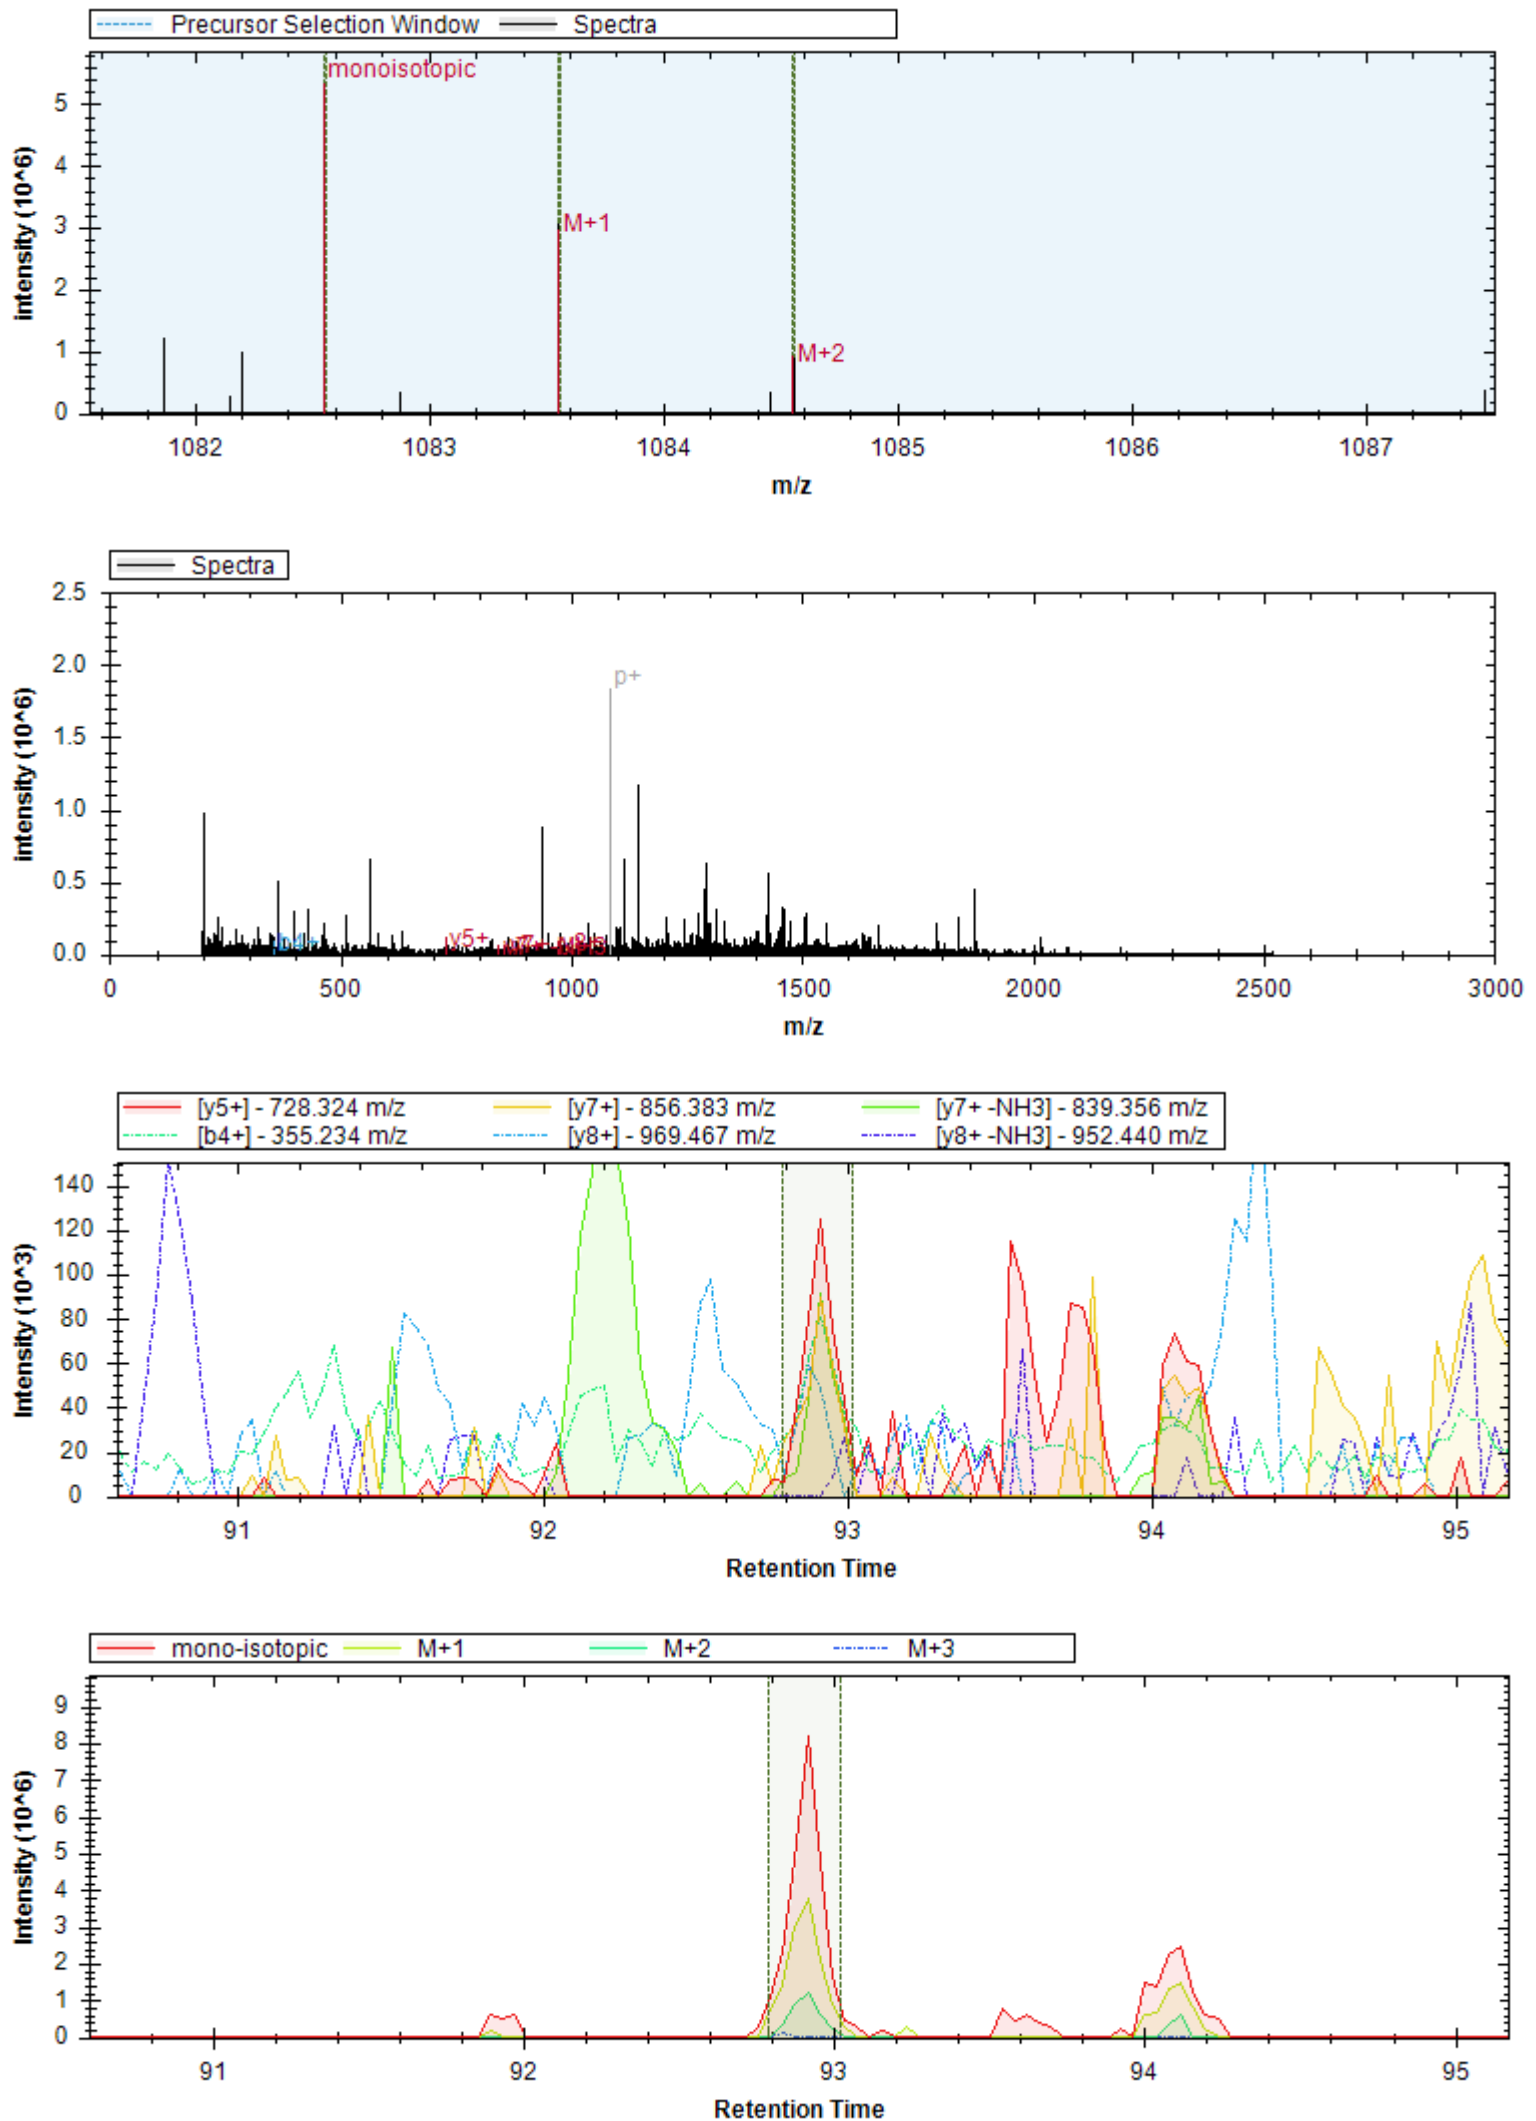 Precursor Selection Window Spectra
monoisotopic
M+1
M+2
5
4
3
2
1
0
intensity (10^6)
1082 1083 1084 1085 1086 1087
m/z
Spectra
2.5
2.0
1.5
1.0
0.5
0.0
intensity (10^6)
p+
b4+ y5+
0 500 1000 1500 2000 2500 3000
m/z
[y5+] - 728.324 m/z [y7+] - 856.383 m/z [y7+ -NH3] - 839.356 m/z
[b4+] - 355.234 m/z [y8+] - 969.467 m/z [y8+ -NH3] - 952.440 m/z
140
120
100
80
60
40
20
0
Intensity (10^3)
91 92 93 94 95
Retention Time
mono-isotopic M+1 M+2 M+3
9
8
7
6
5
4
3
2
1
0
Intensity (10^6)
91 92 93 94 95
Retention Time